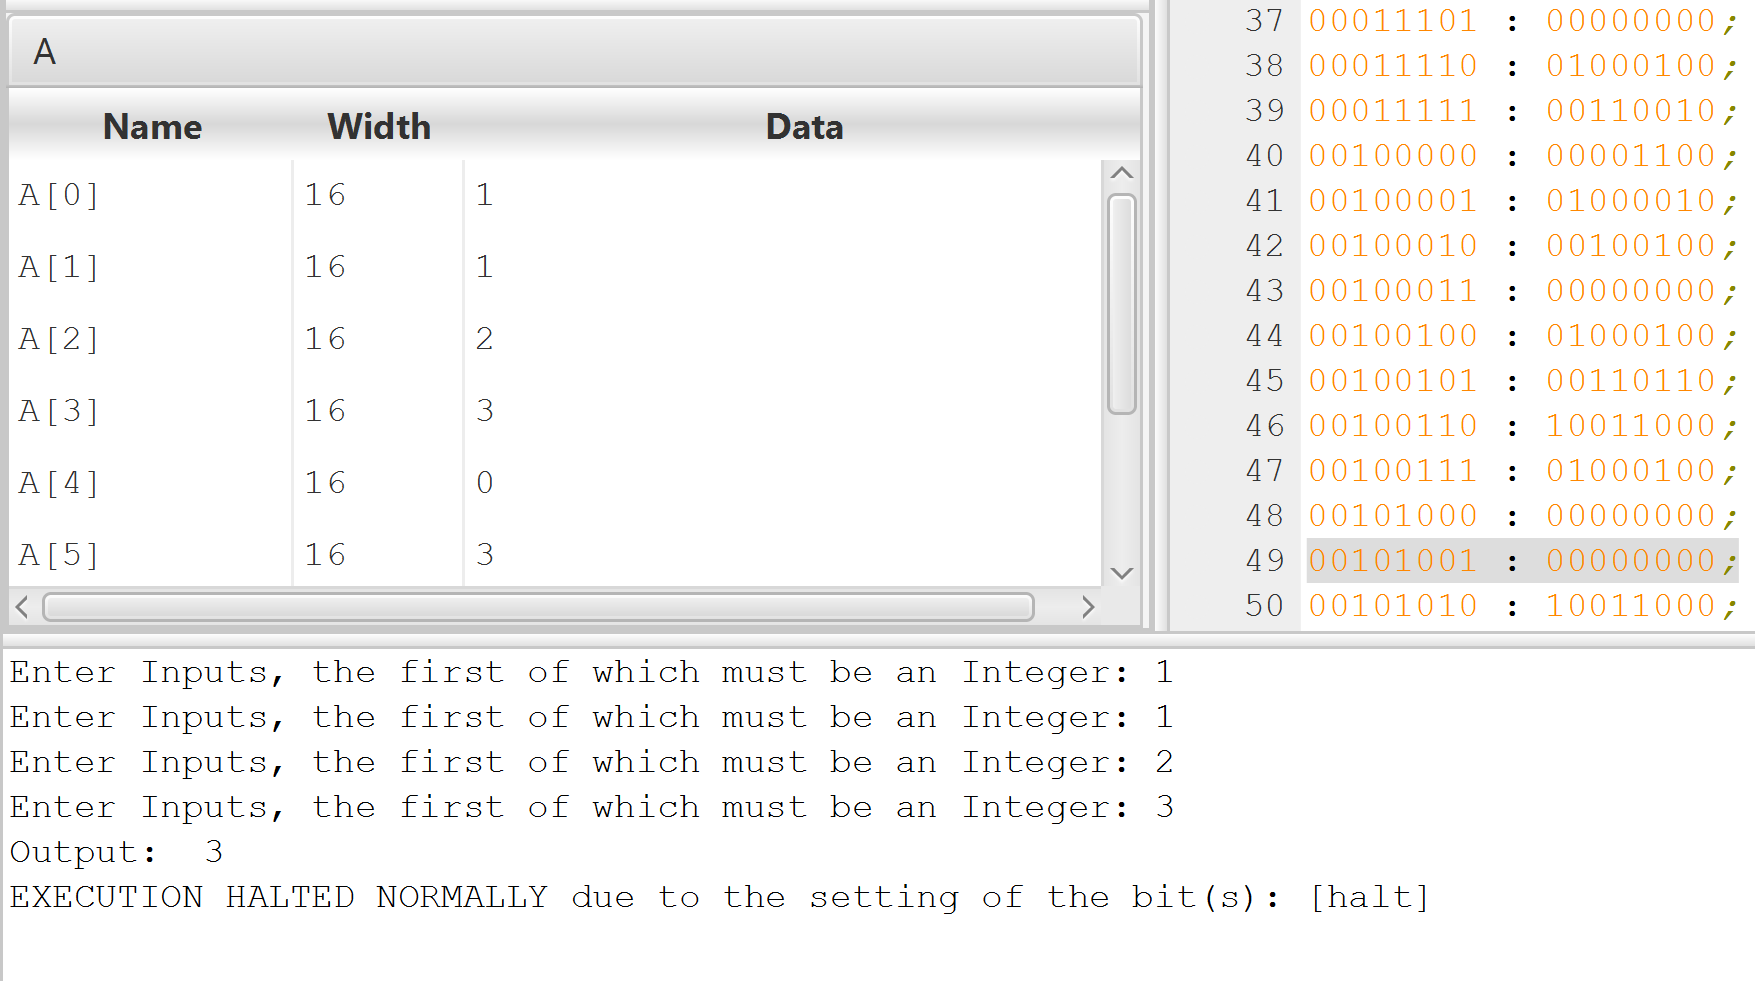 A
Name Width Data
A[0] 16 1
A[1] 16 1
A[2] 16 2
A[3] 16 3
A[4] 16 0
A[5] 16 3
37 00011101 : 00000000;
38 00011110 : 01000100;
39 00011111 : 00110010;
40 00100000 : 00001100;
41 00100001 : 01000010;
42 00100010 : 00100100;
43 00100011 : 00000000;
44 00100100 : 01000100;
45 00100101 : 00110110;
46 00100110 : 10011000;
47 00100111 : 01000100;
48 00101000 : 00000000;
49 00101001 : 00000000;
50 00101010 : 10011000;
Enter Inputs, the first of which must be an Integer: 1
Enter Inputs, the first of which must be an Integer: 1
Enter Inputs, the first of which must be an Integer: 2
Enter Inputs, the first of which must be an Integer: 3
Output:  3
EXECUTION HALTED NORMALLY due to the setting of the bit(s): [halt]